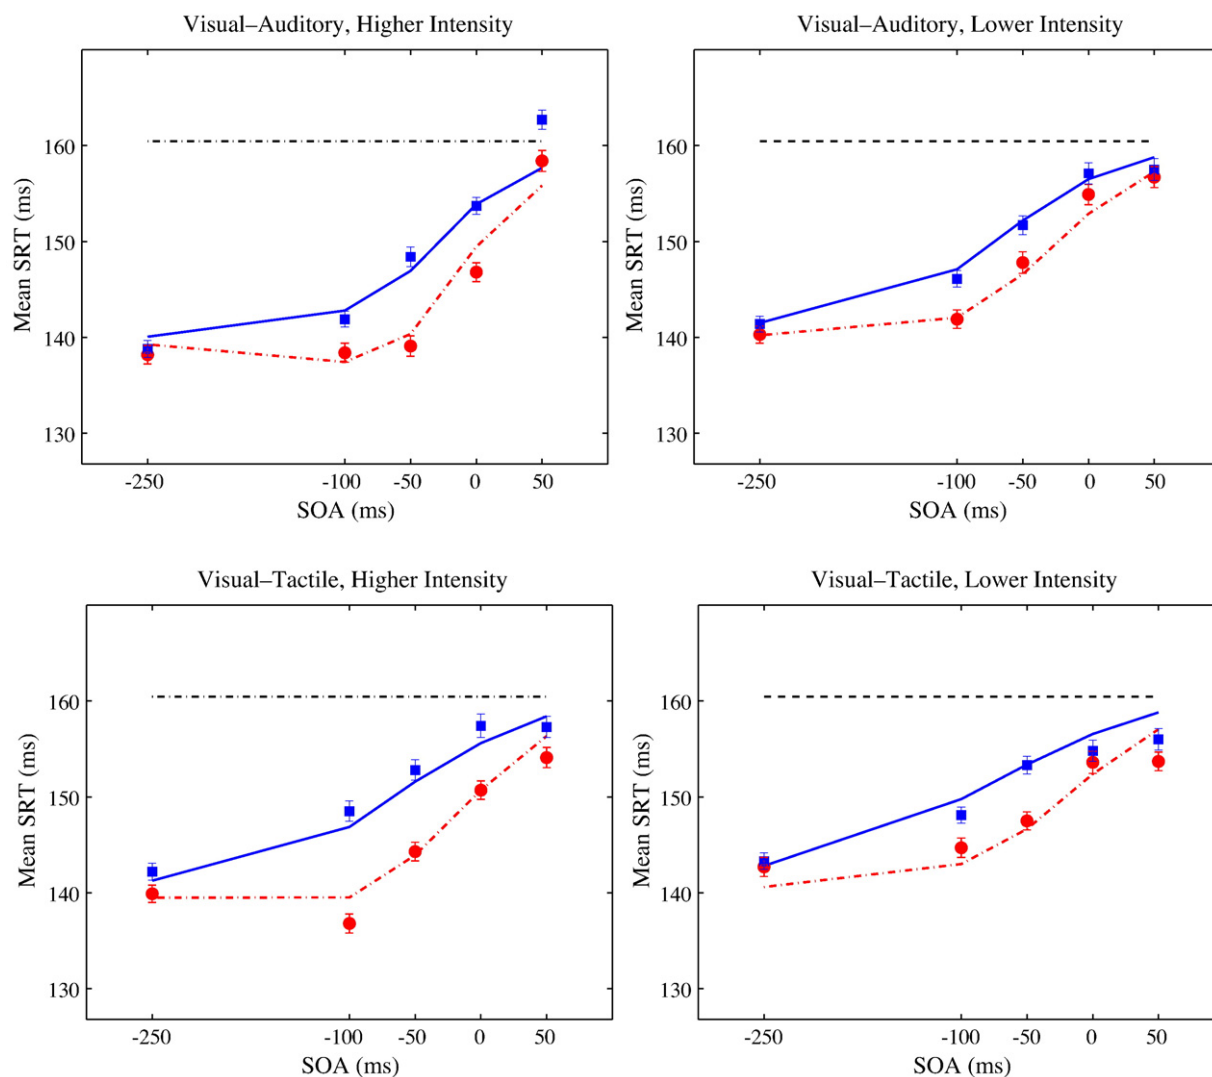 Visual–Auditory, Higher Intensity
Mean SRT (ms)
160
150
140
130
-250 -100 -50 0 50
SOA (ms)
Visual–Auditory, Lower Intensity
Mean SRT (ms)
160
150
140
130
-250 -100 -50 0 50
SOA (ms)
Visual–Tactile, Higher Intensity
Mean SRT (ms)
160
150
140
130
-250 -100 -50 0 50
SOA (ms)
Visual–Tactile, Lower Intensity
Mean SRT (ms)
160
150
140
130
-250 -100 -50 0 50
SOA (ms)